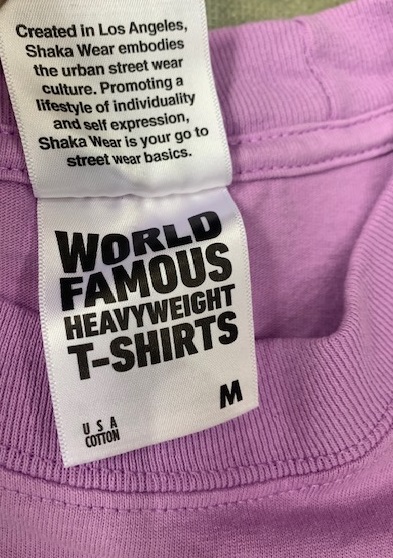 Created in Los Angeles,
Shaka Wear embodies
the urban street wear
culture. Promoting a
lifestyle of individuality
and self expression,
Shaka Wear is your go to
street wear basics.
WORLD
FAMOUS
HEAVYWEIGHT
T-SHIRTS
M
USA
COTTON